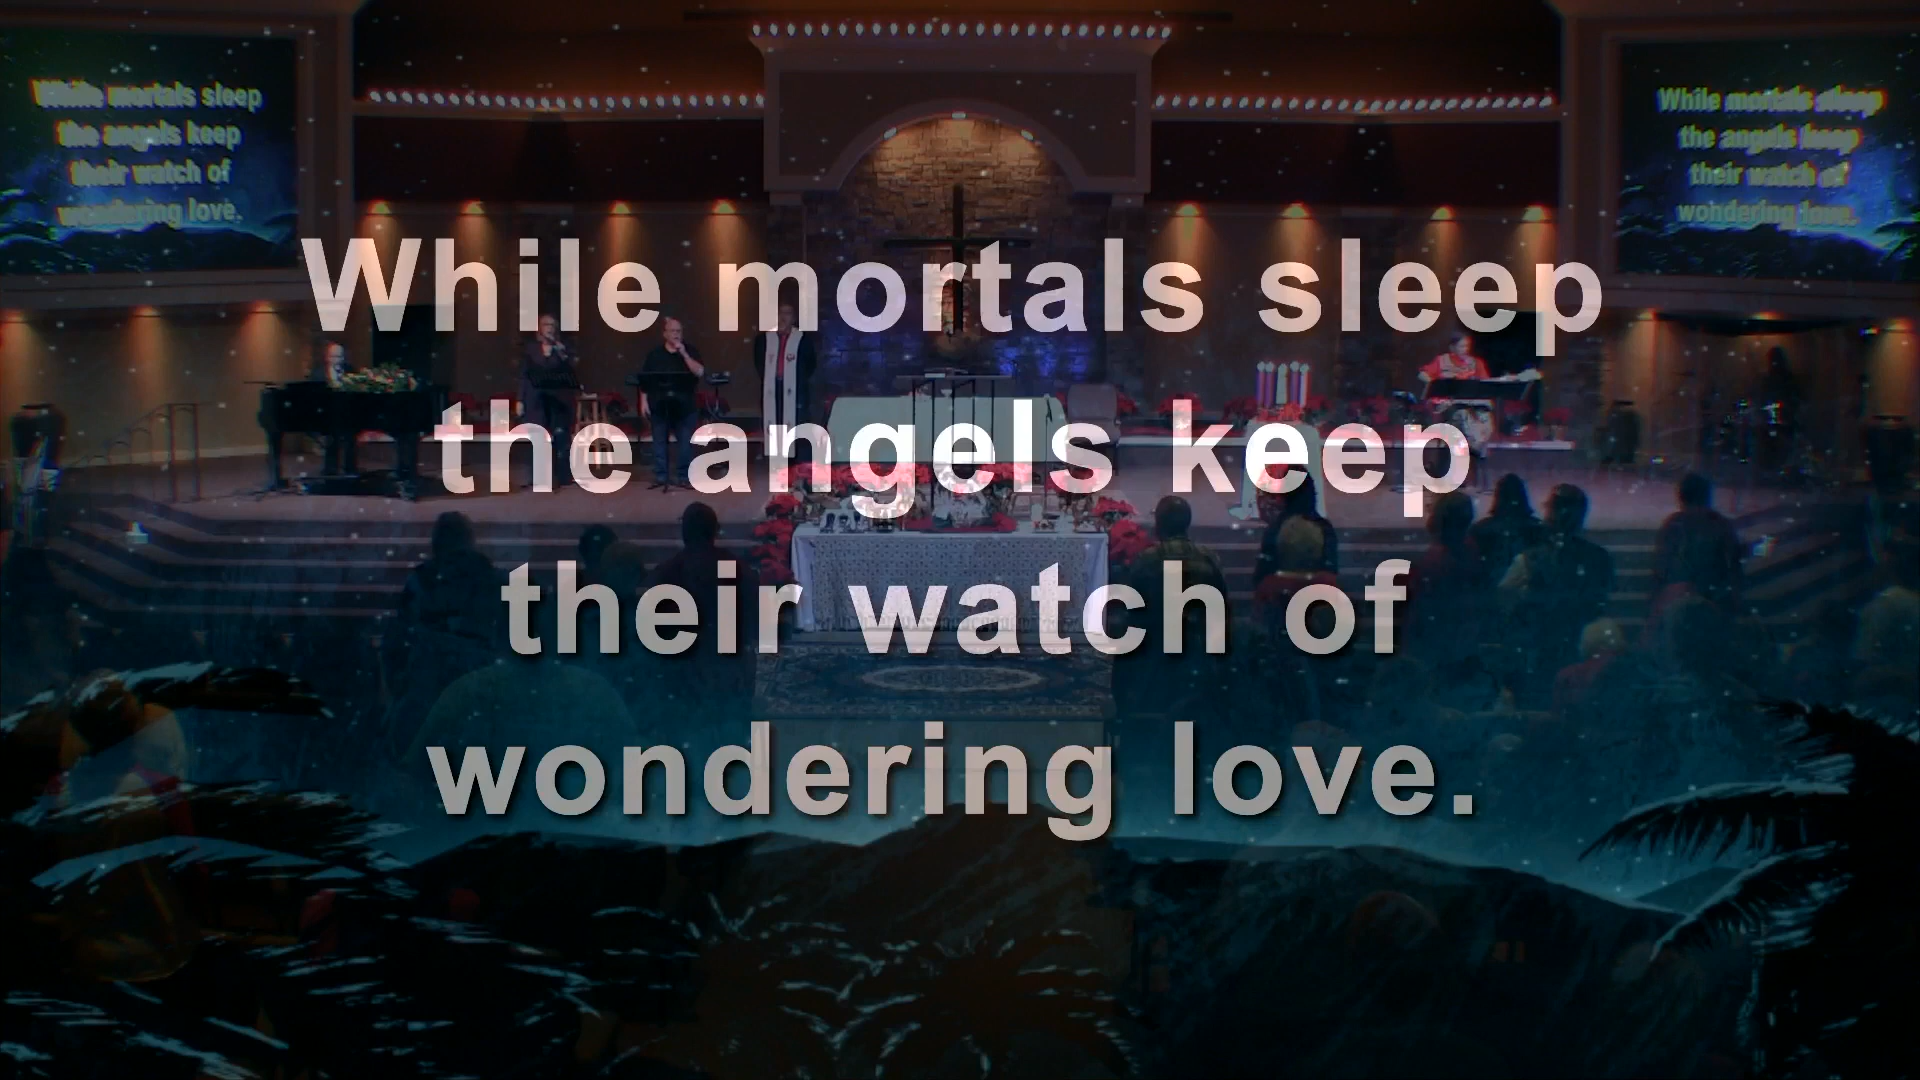 While mortals sleep
the angels keep
their watch of
wondering love.
While mortals sleep
the angels keep
their watch of
wondering love.
While mortals sleep
the angels keep
their watch of
wondering love.